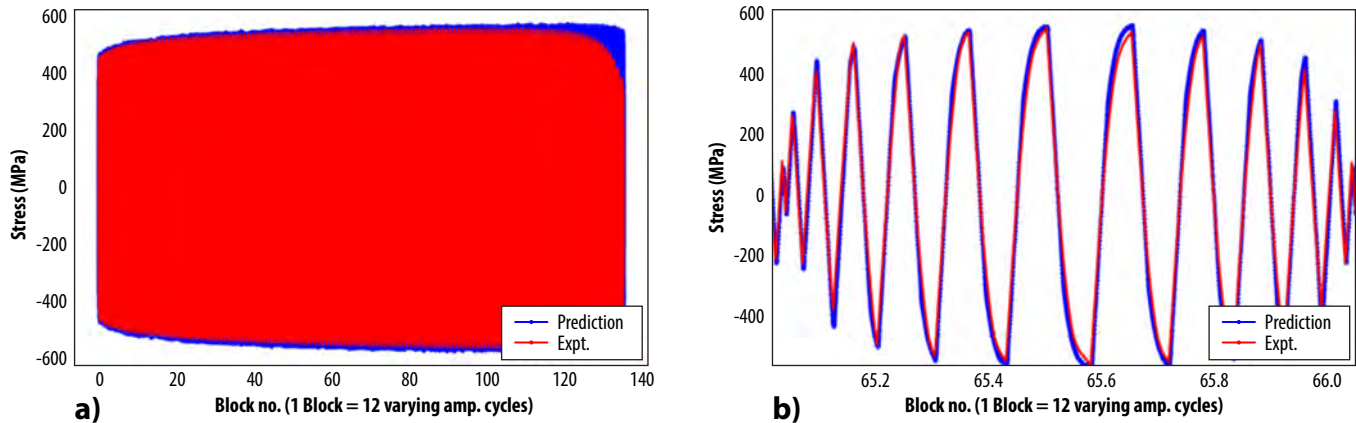 600
400
200
0
-200
-400
-600
Stress (MPa)
Prediction
Expt.
0 20 40 60 80 100 120 140
a) Block no. (1 Block = 12 varying amp. cycles)
600
400
200
0
-200
-400
Stress (MPa)
Prediction
Expt.
65.2 65.4 65.6 65.8 66.0
b) Block no. (1 Block = 12 varying amp. cycles)